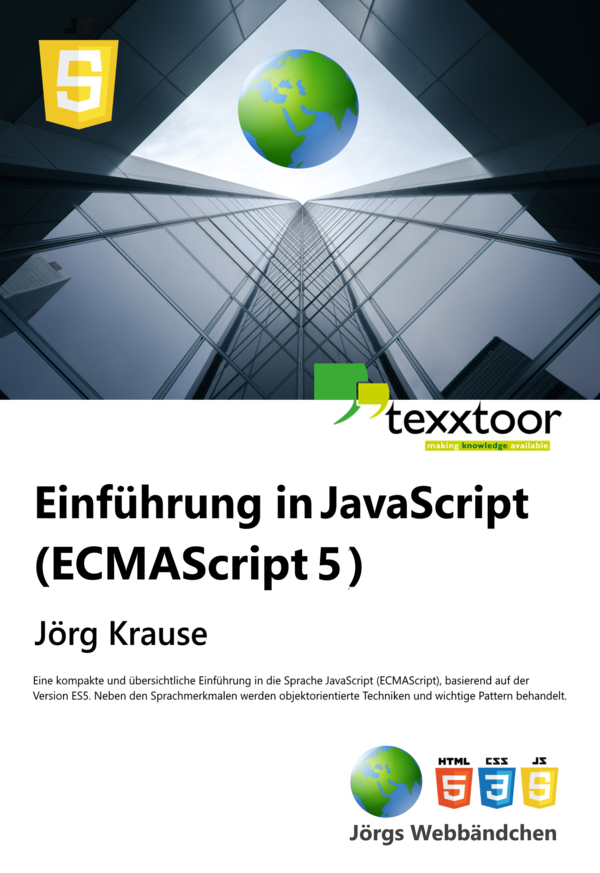 JS
5
texxtoor
making knowledge available
Einführung in JavaScript
(ECMAScript 5)
Jörg Krause
Eine kompakte und übersichtliche Einführung in die Sprache JavaScript (ECMAScript), basierend auf der
Version ES5. Neben den Sprachmerkmalen werden objektorientierte Techniken und wichtige Pattern behandelt.
HTML CSS JS
5 3 5
Jörgs Webbändchen